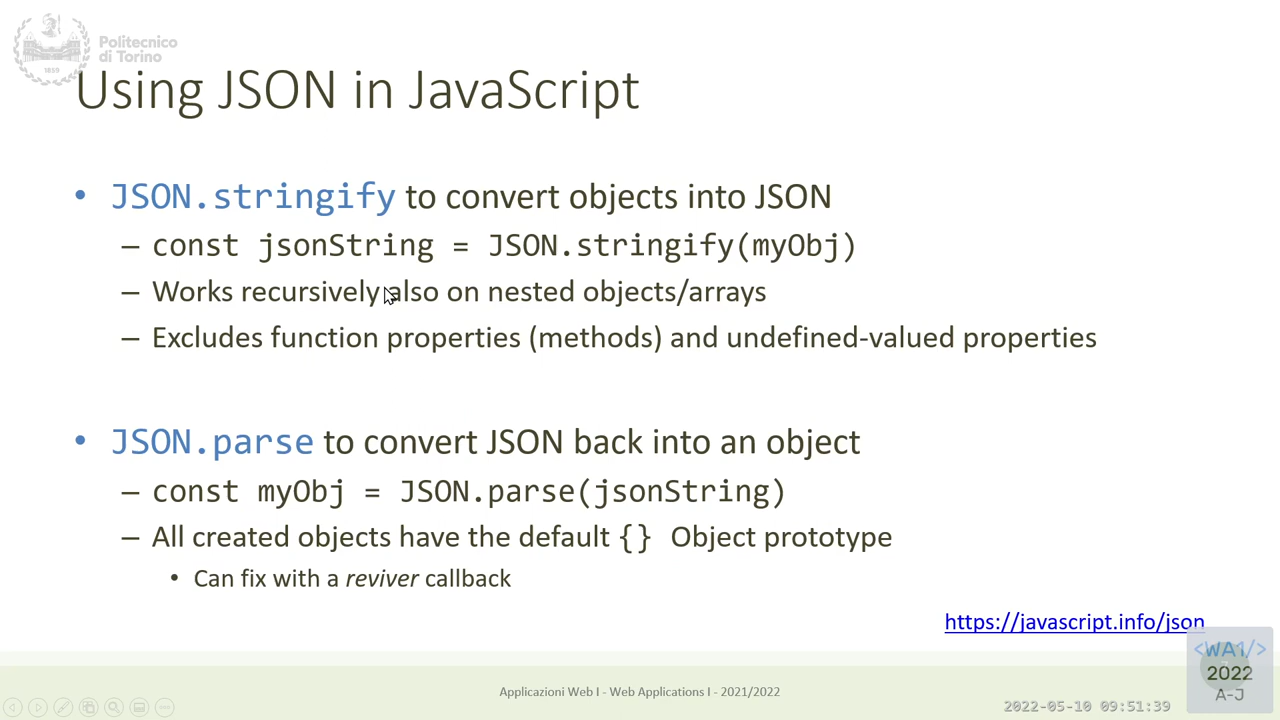 Politecnico
di Torino
1859
Using JSON in JavaScript
• JSON.stringify to convert objects into JSON
– const jsonString = JSON.stringify(myObj)
– Works recursively also on nested objects/arrays
– Excludes function properties (methods) and undefined-valued properties
• JSON.parse to convert JSON back into an object
– const myObj = JSON.parse(jsonString)
– All created objects have the default {} Object prototype
• Can fix with a reviver callback
https://javascript.info/json
<WA1/>
2022
A-J
Applicazioni Web I - Web Applications I - 2021/2022
2022-05-10 09:51:39